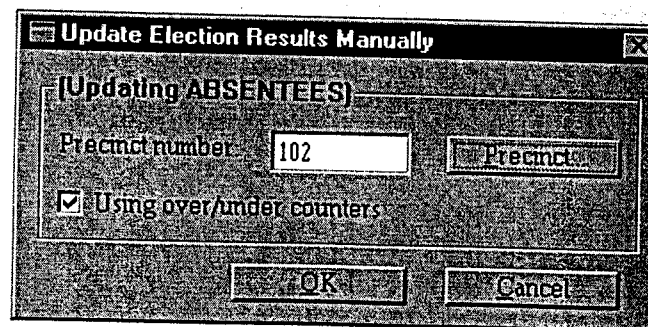 Update Election Results Manually
[Updating ABSENTEES]
Precinct number 102 Precinct...
Using over/under counters
OK Cancel